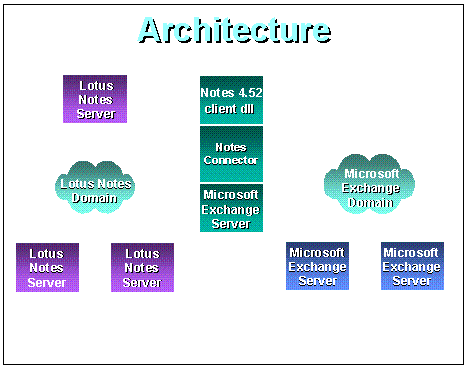 Architecture
Lotus
Notes
Server
Notes 4.52
client dll
Notes
Connector
Microsoft
Exchange
Server
Lotus Notes
Domain
Microsoft
Exchange
Domain
Lotus
Notes
Server
Lotus
Notes
Server
Microsoft
Exchange
Server
Microsoft
Exchange
Server